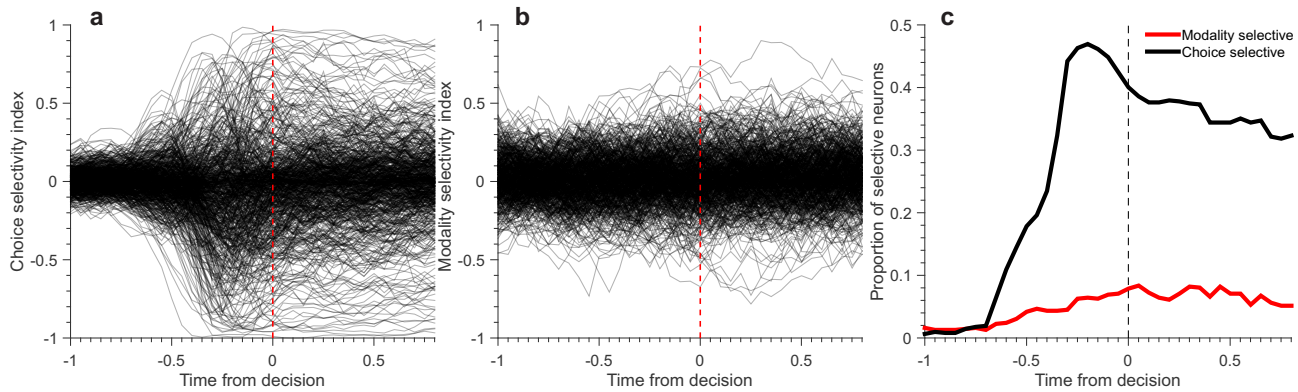 a
Choice selectivity index
1
0.5
0
-0.5
-1
-1
-0.5
0
0.5
Time from decision
b
Modality selectivity index
1
0.5
0
-0.5
-1
-1
-0.5
0
0.5
Time from decision
c
Proportion of selective neurons
0.5
0.4
0.3
0.2
0.1
0
-1
-0.5
0
0.5
Time from decision
Modality selective
Choice selective